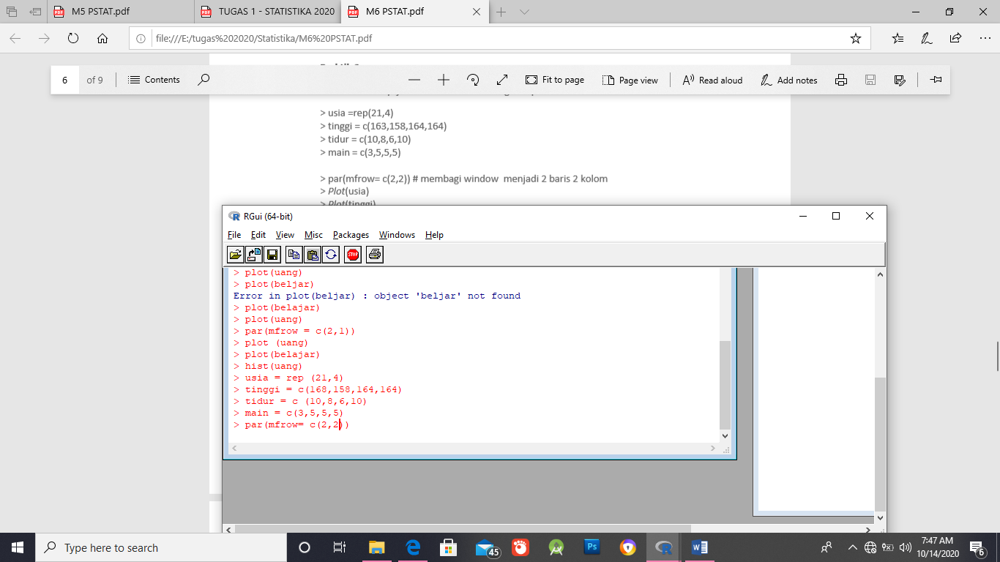 M5 PSTAT.pdf
TUGAS 1 - STATISTIKA 2020
M6 PSTAT.pdf
file:///E:/tugas%202020/Statistika/M6%20PSTAT.pdf
6 of 9
Contents
Fit to page
Page view
Read aloud
Add notes
> usia =rep(21,4)
> tinggi = c(163,158,164,164)
> tidur = c(10,8,6,10)
> main = c(3,5,5,5)
> par(mfrow= c(2,2)) # membagi window menjadi 2 baris 2 kolom
> Plot(usia)
> Plot(tinggi)
RGui (64-bit)
File Edit View Misc Packages Windows Help
STOP
> plot(uang)
> plot(beljar)
Error in plot(beljar) : object 'beljar' not found
> plot(belajar)
> plot(uang)
> par(mfrow = c(2,1))
> plot (uang)
> plot(belajar)
> hist(uang)
> usia = rep (21,4)
> tinggi = c(168,158,164,164)
> tidur = c (10,8,6,10)
> main = c(3,5,5,5)
> par(mfrow= c(2,2))
Type here to search
45
Ps
7:47 AM
10/14/2020
6